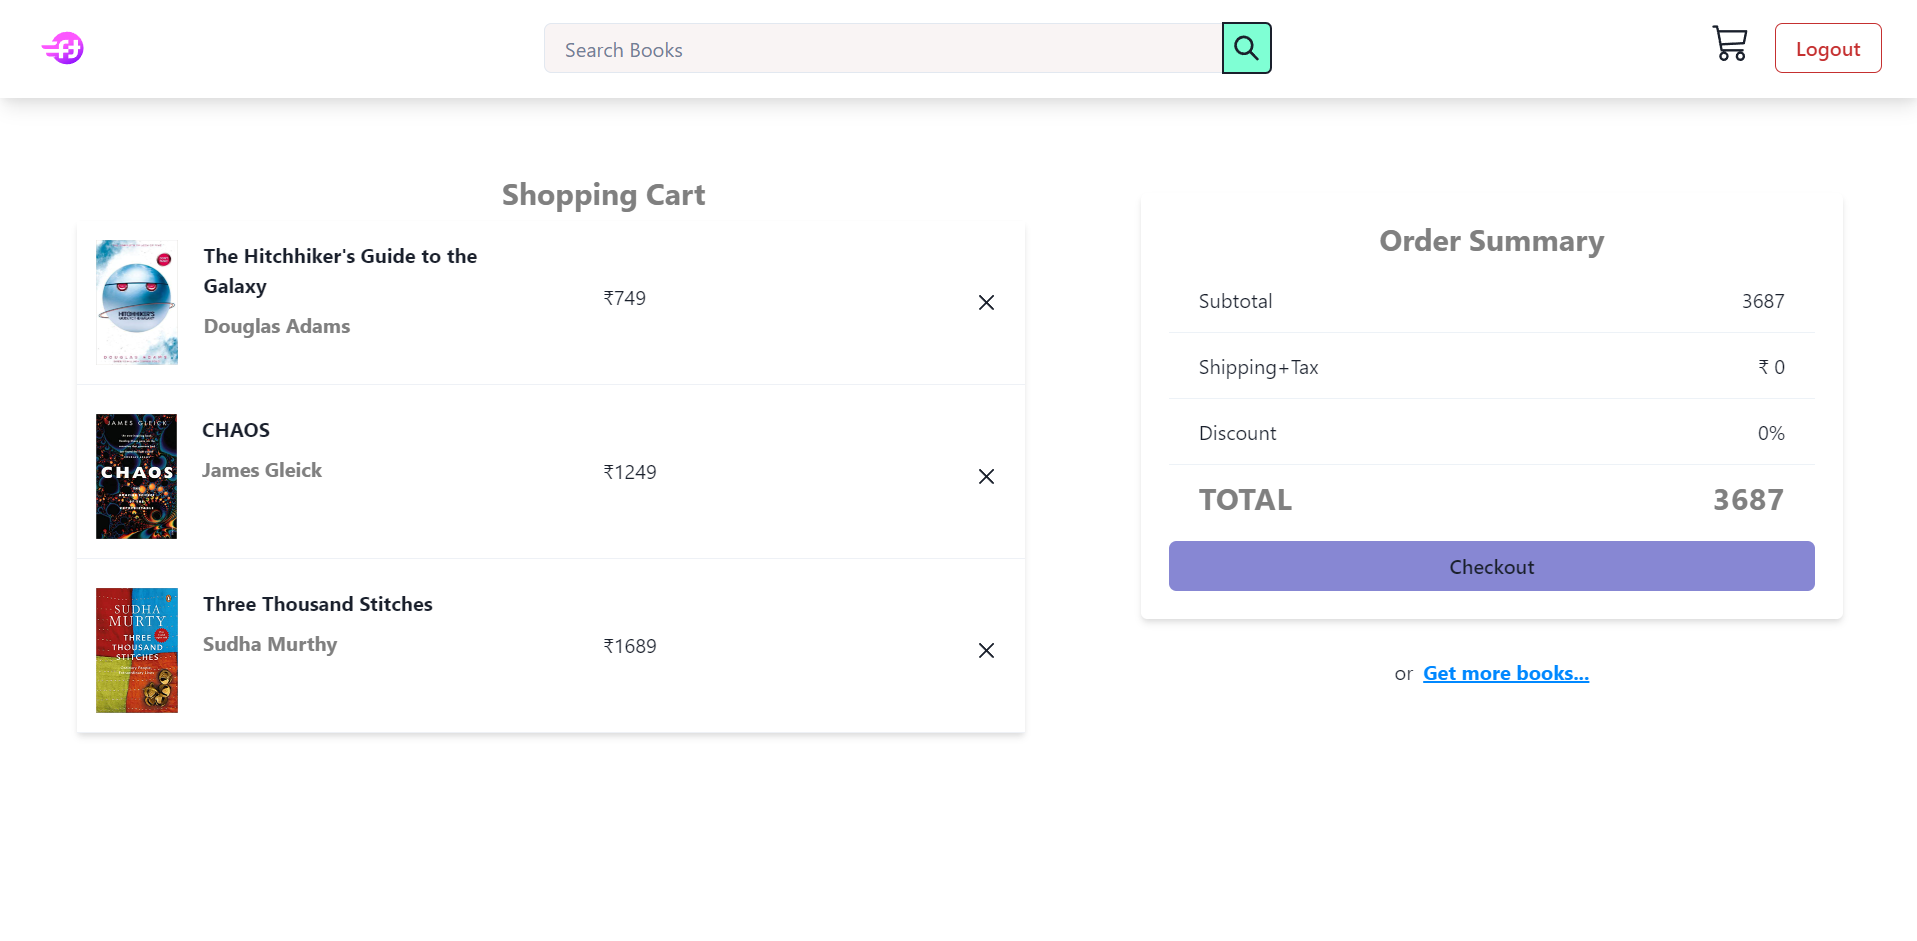 Search Books
Logout
Shopping Cart
The Hitchhiker's Guide to the
Galaxy
Douglas Adams
₹749
HITCHHIKER'S
DOUGLAS ADAMS
CHAOS
James Gleick
₹1249
JAMES GLEICK
CHAOS
Three Thousand Stitches
Sudha Murthy
₹1689
SUDHA
MURTY
THREE
THOUSAND
STITCHES
Order Summary
Subtotal 3687
Shipping+Tax ₹ 0
Discount 0%
TOTAL 3687
Checkout
or Get more books...